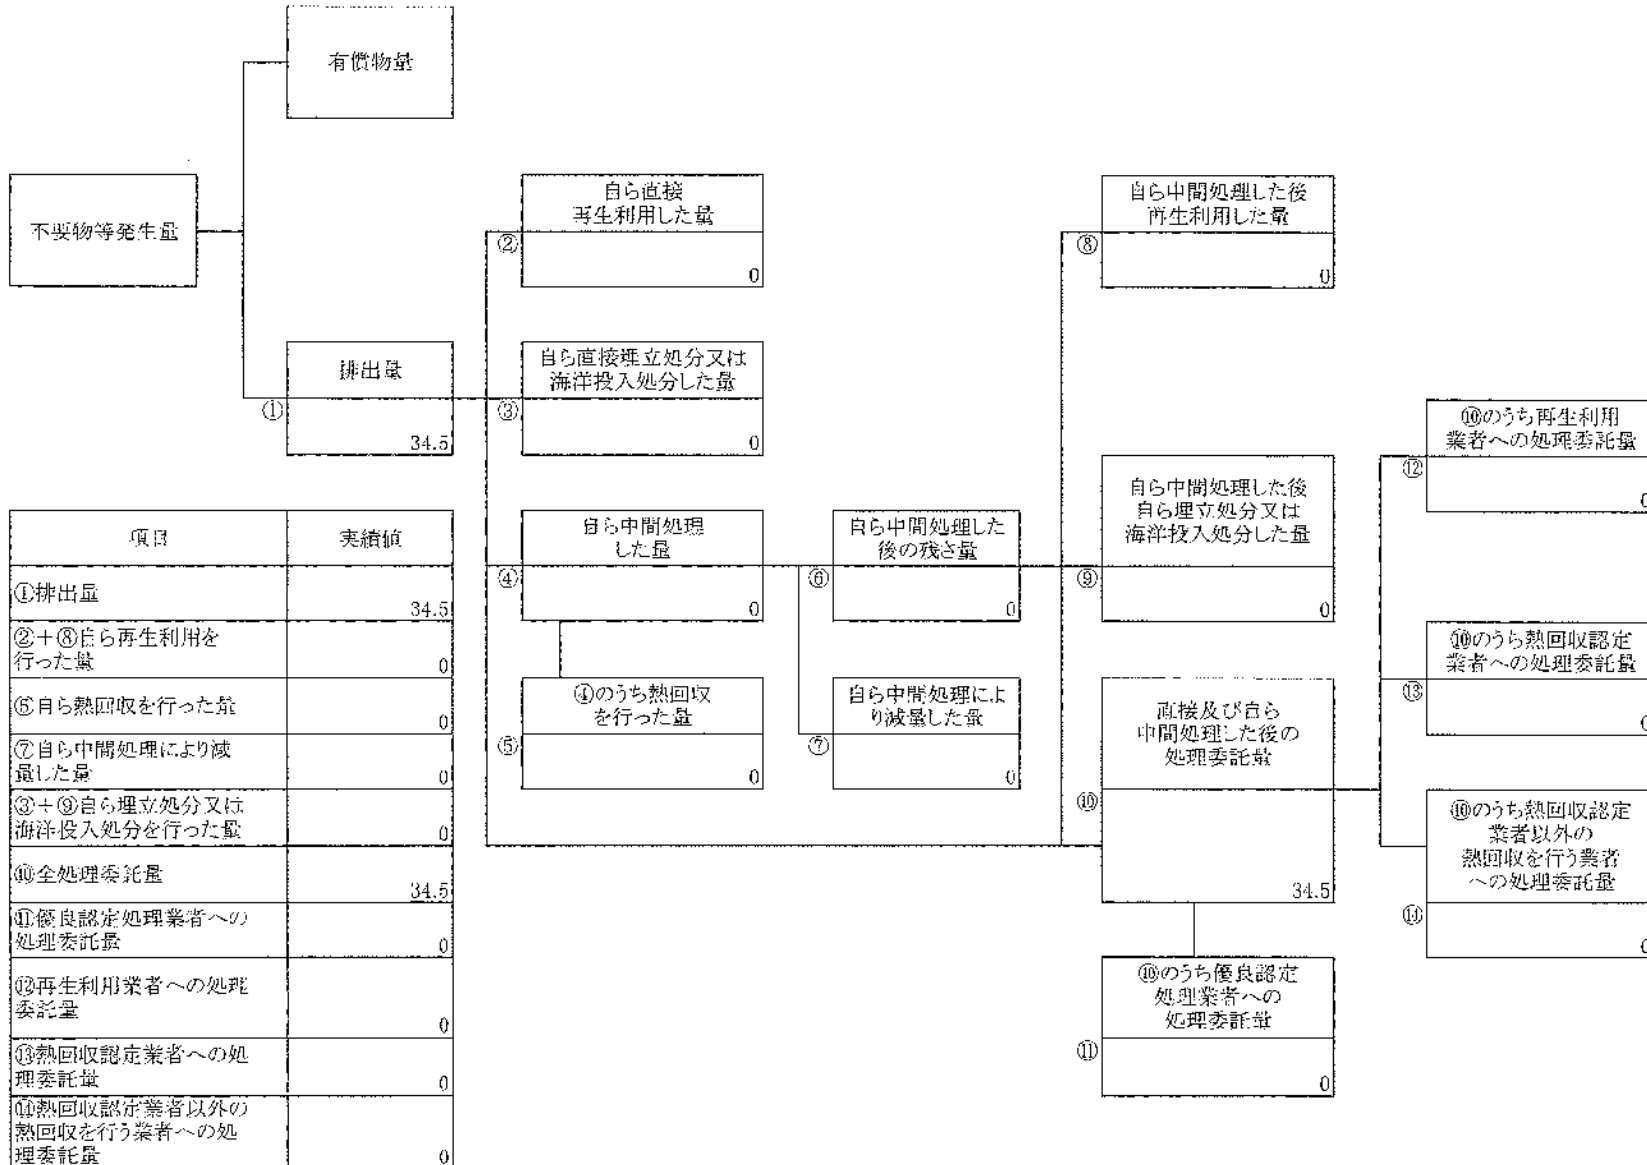 有償物量
不要物等発生量
自ら直接
再生利用した量
②
0
自ら中間処理した後
再生利用した量
⑧
0
排出量
①
34.5
自ら直接埋立処分又は
海洋投入処分した量
③
0
⑩のうち再生利用
業者への処理委託量
⑫
0
自ら中間処理
した量
④
0
自ら中間処理した
後の残さ量
⑥
0
自ら中間処理した後
自ら埋立処分又は
海洋投入処分した量
⑨
0
⑩のうち熱回収認定
業者への処理委託量
⑬
0
④のうち熱回収
を行った量
⑤
0
自ら中間処理によ
り減量した量
⑦
0
直接及び自ら
中間処理した後の
処理委託量
⑩
34.5
⑩のうち熱回収認定
業者以外の
熱回収を行う業者
への処理委託量
⑭
0
⑩のうち優良認定
処理業者への
処理委託量
⑪
0
項目 実績値
①排出量
34.5
②+⑧自ら再生利用を
行った量 0
⑥自ら熱回収を行った量
0
⑦自ら中間処理により減
量した量 0
③+⑨自ら埋立処分又は
海洋投入処分を行った量 0
⑩全処理委託量
34.5
⑪優良認定処理業者への
処理委託量 0
⑫再生利用業者への処理
委託量
0
⑬熱回収認定業者への処
理委託量 0
⑭熱回収認定業者以外の
熱回収を行う業者への処
理委託量 0